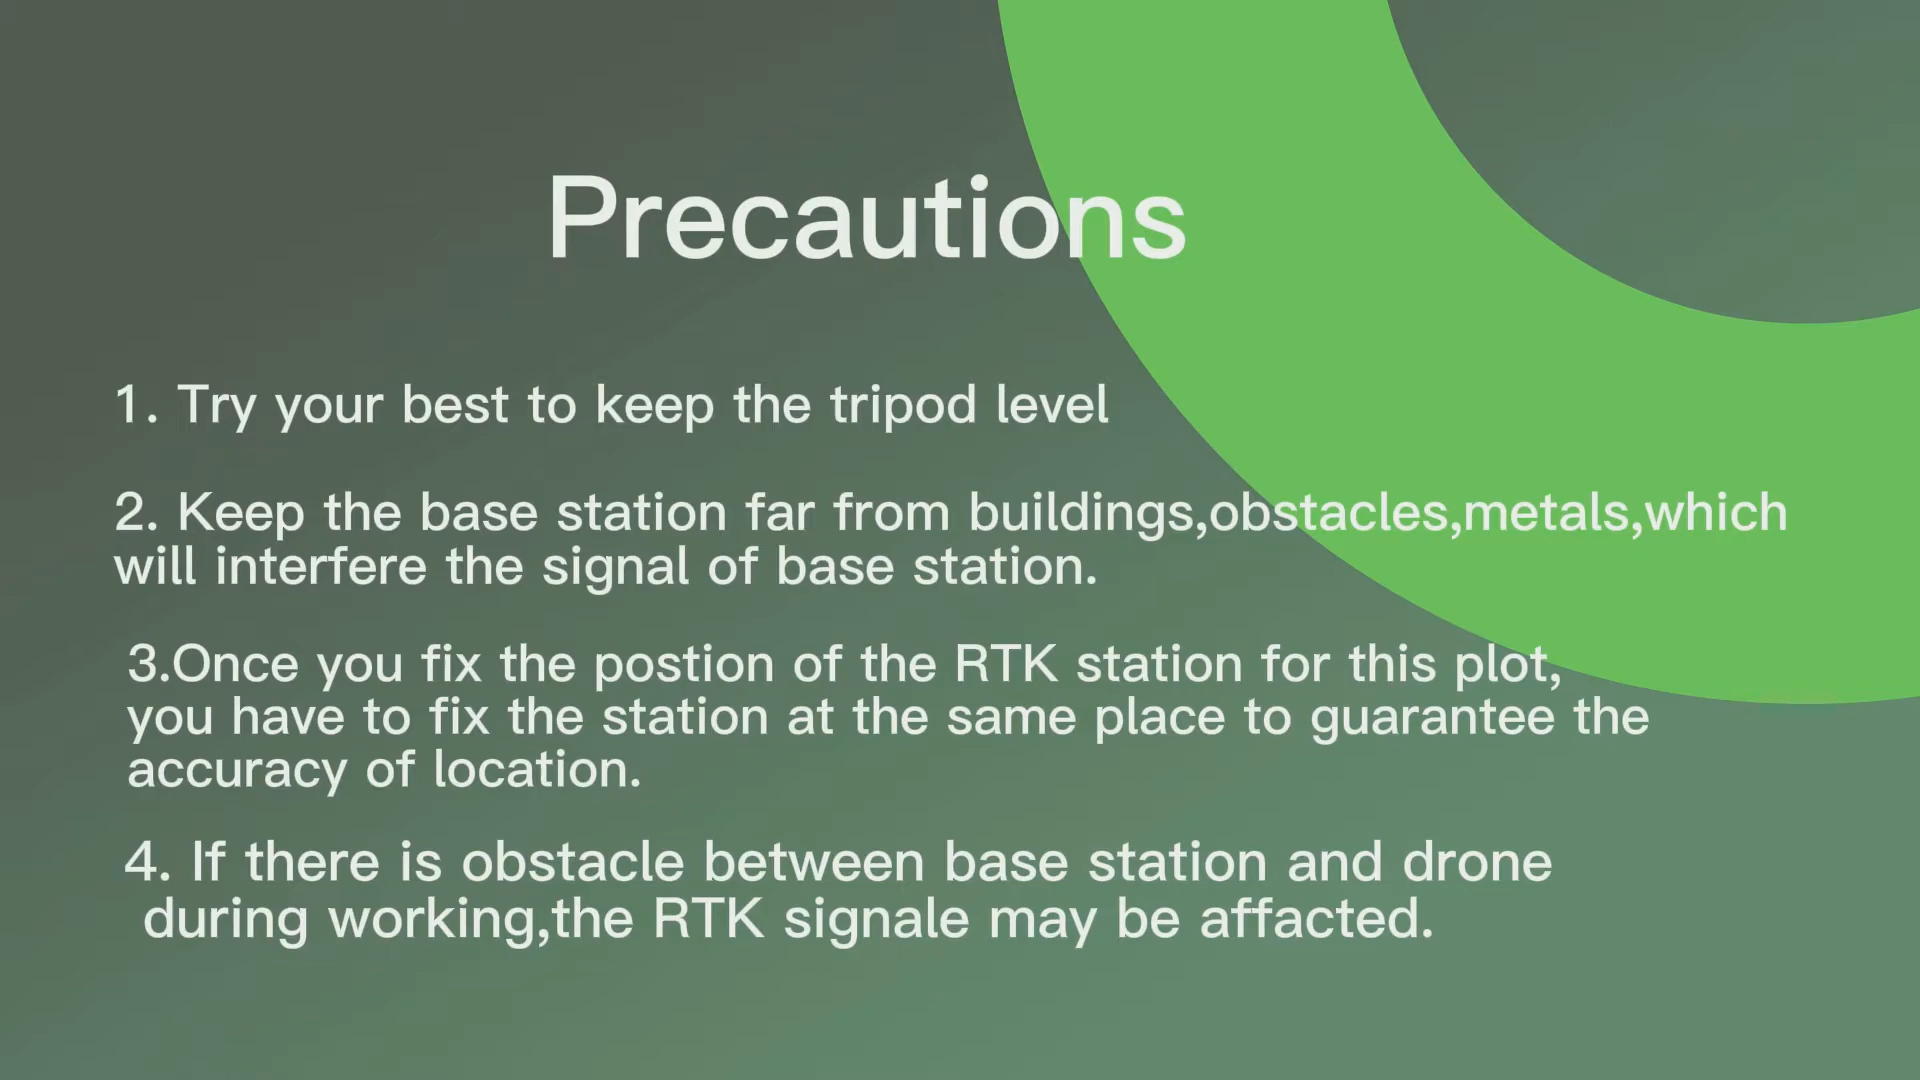 Precautions
1. Try your best to keep the tripod level
2. Keep the base station far from buildings,obstacles,metals,which
will interfere the signal of base station.
3.Once you fix the postion of the RTK station for this plot,
you have to fix the station at the same place to guarantee the
accuracy of location.
4. If there is obstacle between base station and drone
during working,the RTK signale may be affacted.